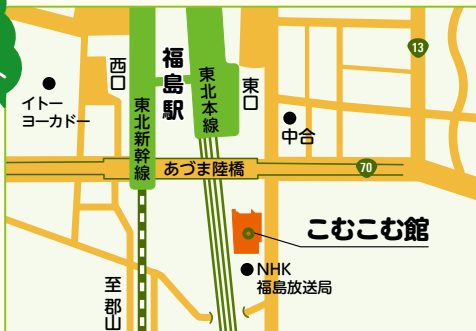 13
西口
福島駅
東北本線
東口
イトー
ヨーカドー
東北新幹線
中合
あづま陸橋
70
こむこむ館
NHK
福島放送局
至郡山